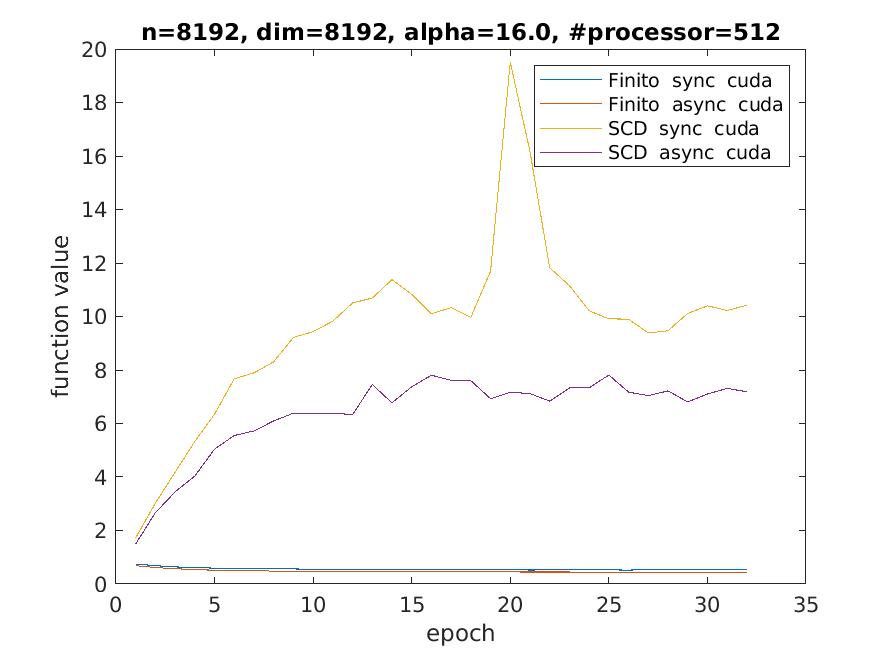 n=8192, dim=8192, alpha=16.0, #processor=512
20
18
16
14
12
10
8
6
4
2
0
function value
Finito sync cuda
Finito async cuda
SCD sync cuda
SCD async cuda
0 5 10 15 20 25 30 35
epoch